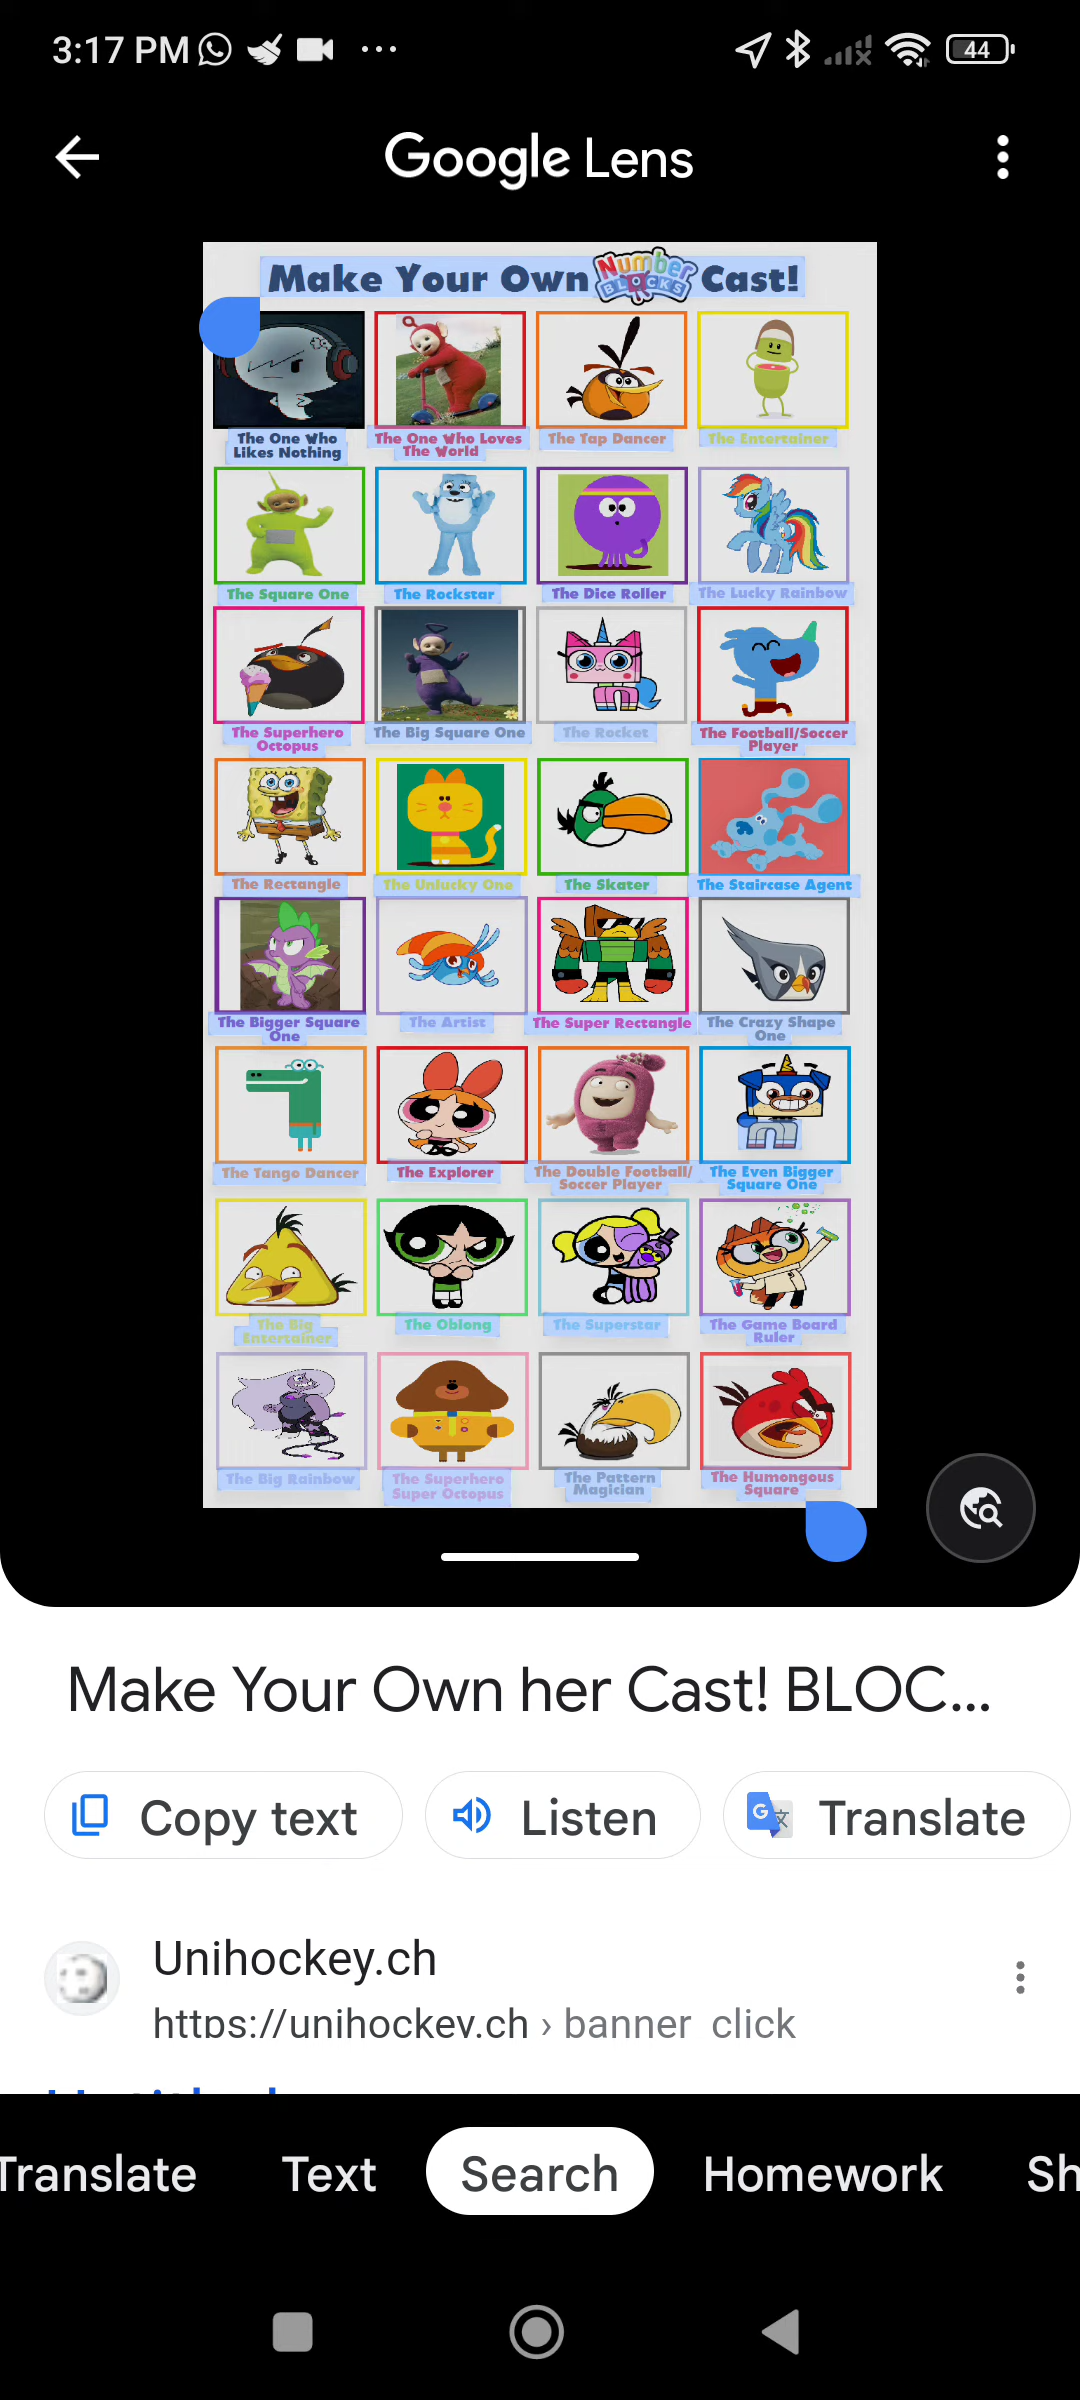 3:17 PM
44
Google Lens
Make Your Own Number Blocks Cast!
The One Who
Likes Nothing
The One Who Loves
The World
The Tap Dancer
The Entertainer
The Square One
The Rockstar
The Dice Roller
The Lucky Rainbow
The Superhero
Octopus
The Big Square One
The Rocket
The Football/Soccer
Player
The Rectangle
The Unlucky One
The Skater
The Staircase Agent
The Bigger Square
One
The Artist
The Super Rectangle
The Crazy Shape
One
The Tango Dancer
The Explorer
The Double Football/
Soccer Player
The Even Bigger
Square One
The Big
Entertainer
The Oblong
The Superstar
The Game Board
Ruler
The Big Rainbow
The Superhero
Super Octopus
The Pattern
Magician
The Humongous
Square
Make Your Own her Cast! BLOC...
Copy text
Listen
Translate
Unihockey.ch
https://unihockey.ch › banner_click
Translate
Text
Search
Homework
Sh